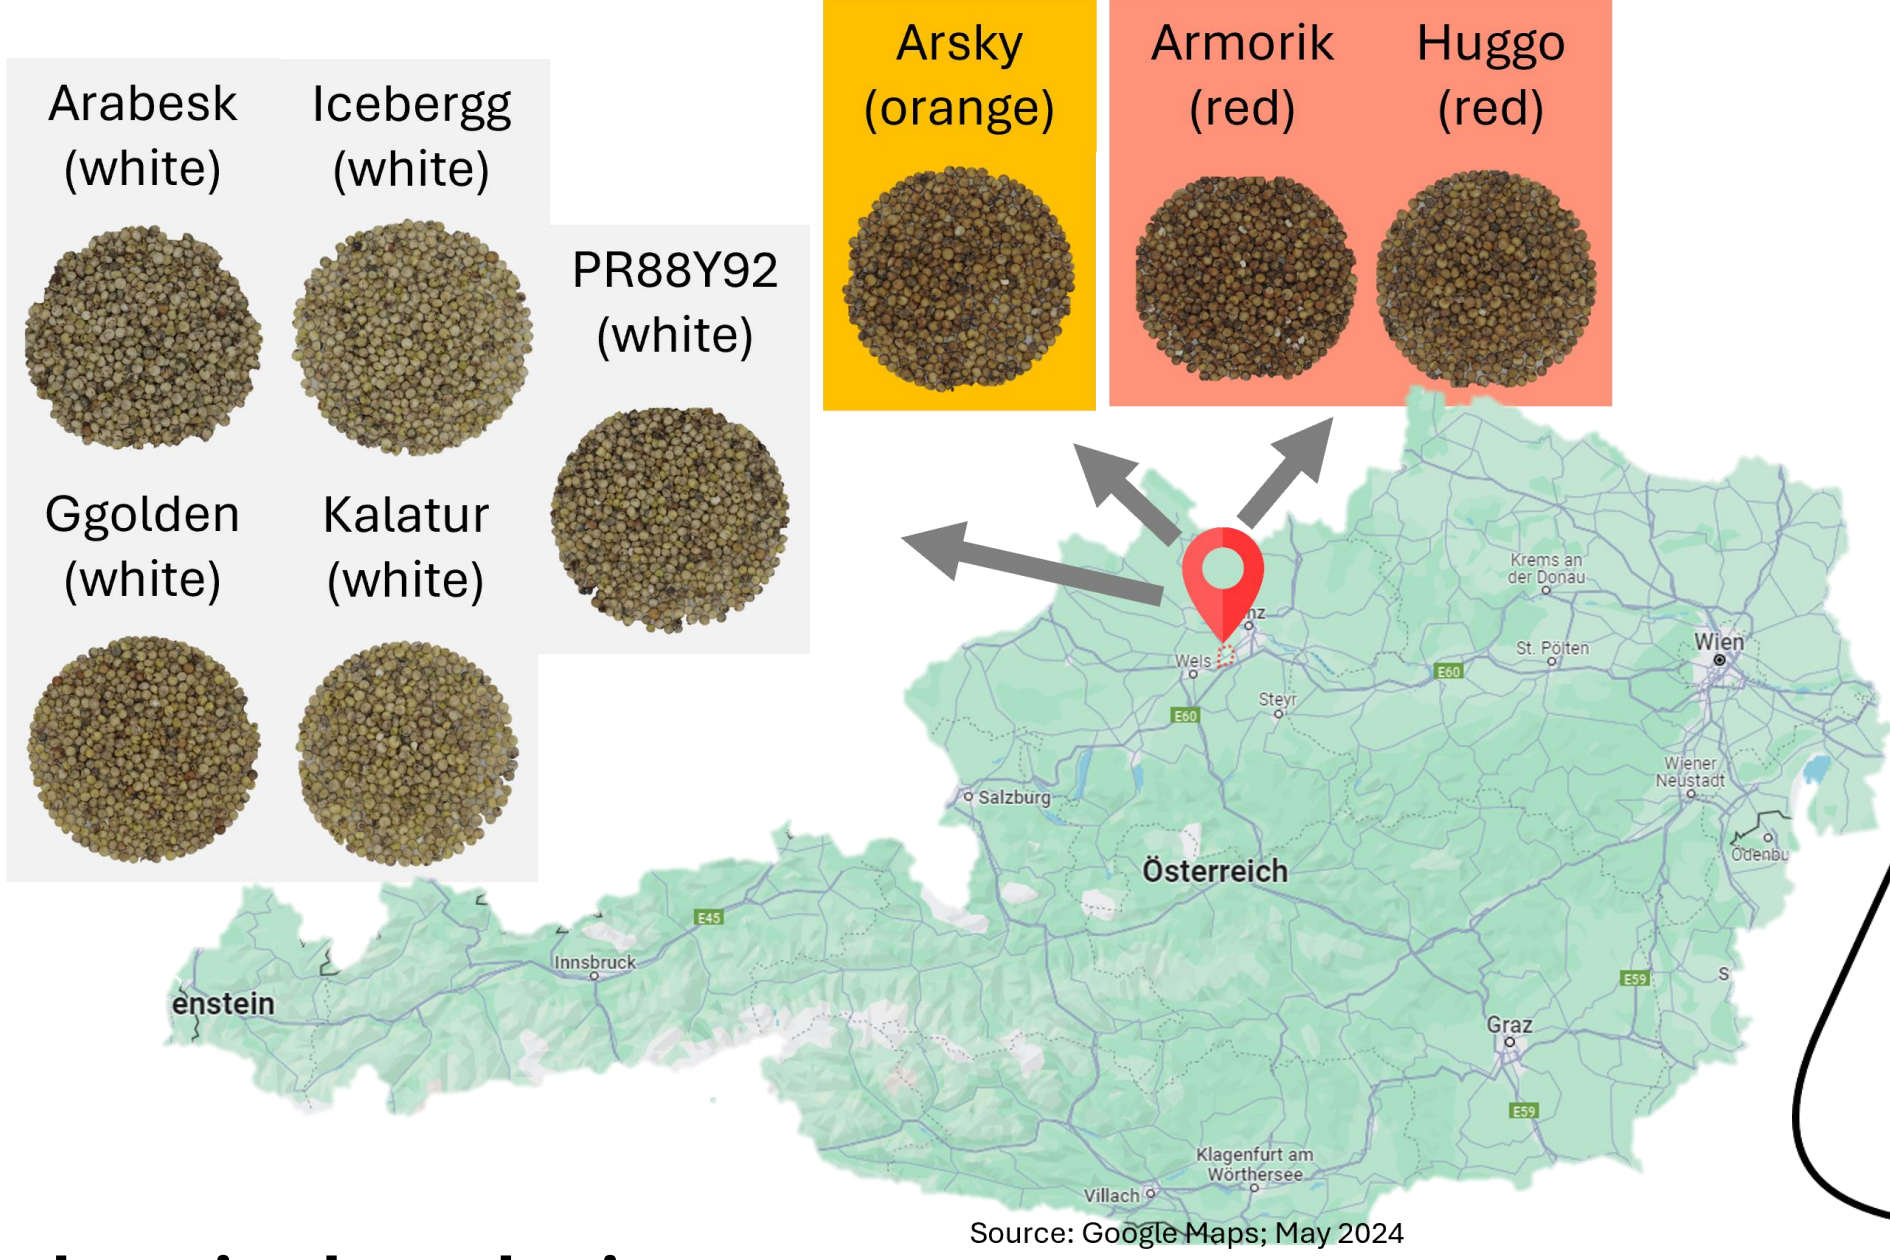 Arabesk
(white)
Icebergg
(white)
PR88Y92
(white)
Ggolden
(white)
Kalatur
(white)
Arsky
(orange)
Armorik
(red)
Huggo
(red)
Krems an
der Donau
nz
Wels
St. Pölten
Wien
E60
Steyr
E60
Wiener
Neustadt
Salzburg
Ödenbu
Österreich
E45
Innsbruck
enstein
E59
S
Graz
E59
Klagenfurt am
Wörthersee
Villach
Source: Google Maps; May 2024